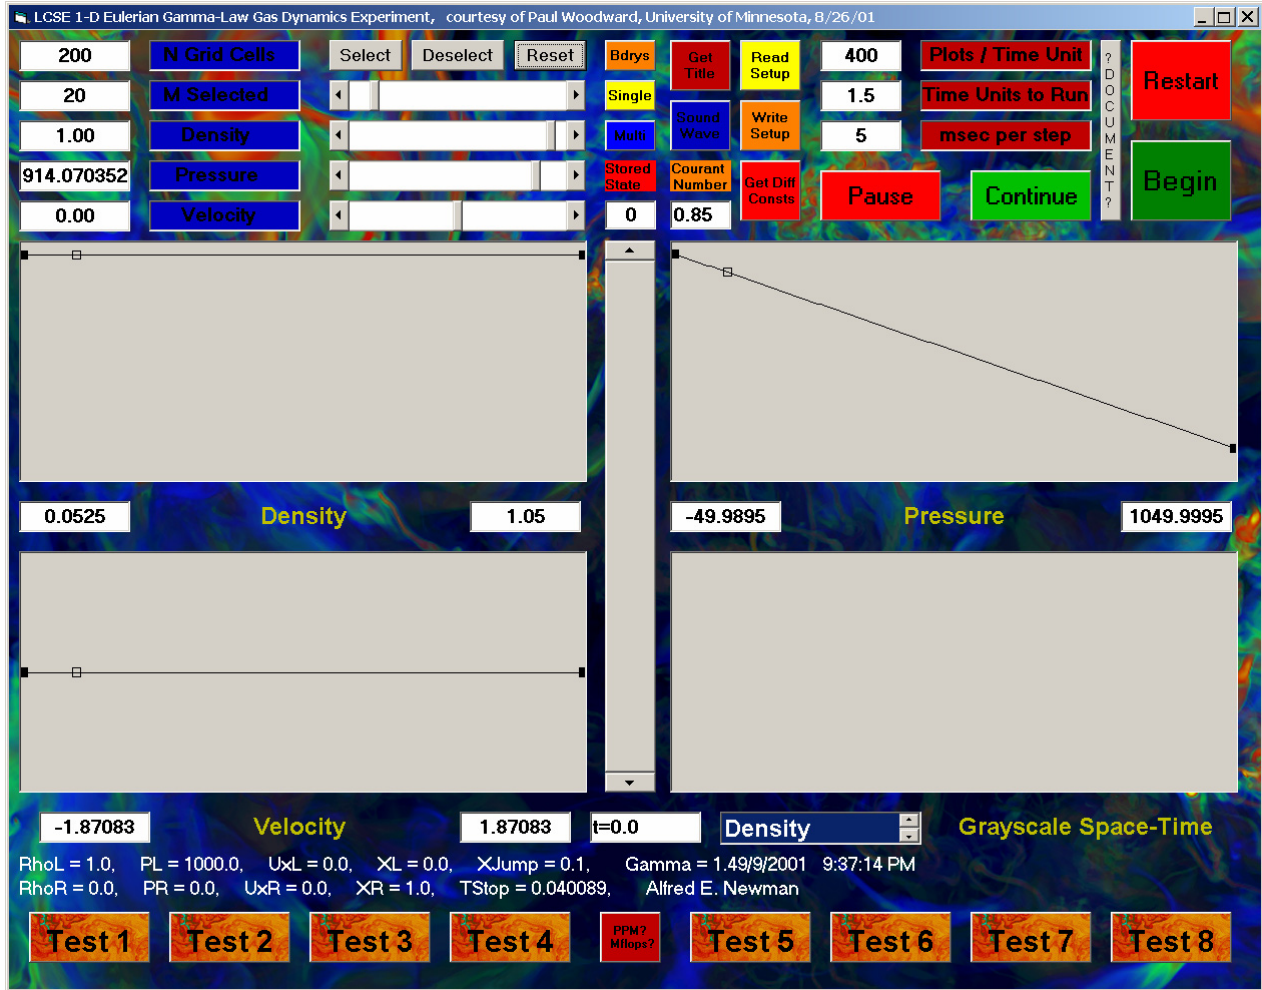 LCSE 1-D Eulerian Gamma-Law Gas Dynamics Experiment, courtesy of Paul Woodward, University of Minnesota, 8/26/01
200 N Grid Cells Select Deselect Reset Bdrys Get Title Read Setup 400 Plots / Time Unit ?DOCUMENT? Restart
20 M Selected Single 1.5 Time Units to Run
1.00 Density Multi Sound Wave Write Setup 5 msec per step
914.070352 Pressure Stored State Courant Number Get Diff Consts Pause Continue Begin
0.00 Velocity 0 0.85
0.0525 Density 1.05 -49.9895 Pressure 1049.9995
-1.87083 Velocity 1.87083 t=0.0 Density Grayscale Space-Time
RhoL = 1.0, PL = 1000.0, UxL = 0.0, XL = 0.0, XJump = 0.1, Gamma = 1.49/9/2001 9:37:14 PM
RhoR = 0.0, PR = 0.0, UxR = 0.0, XR = 1.0, TStop = 0.040089, Alfred E. Newman
Test 1 Test 2 Test 3 Test 4 PPM? Mflops? Test 5 Test 6 Test 7 Test 8